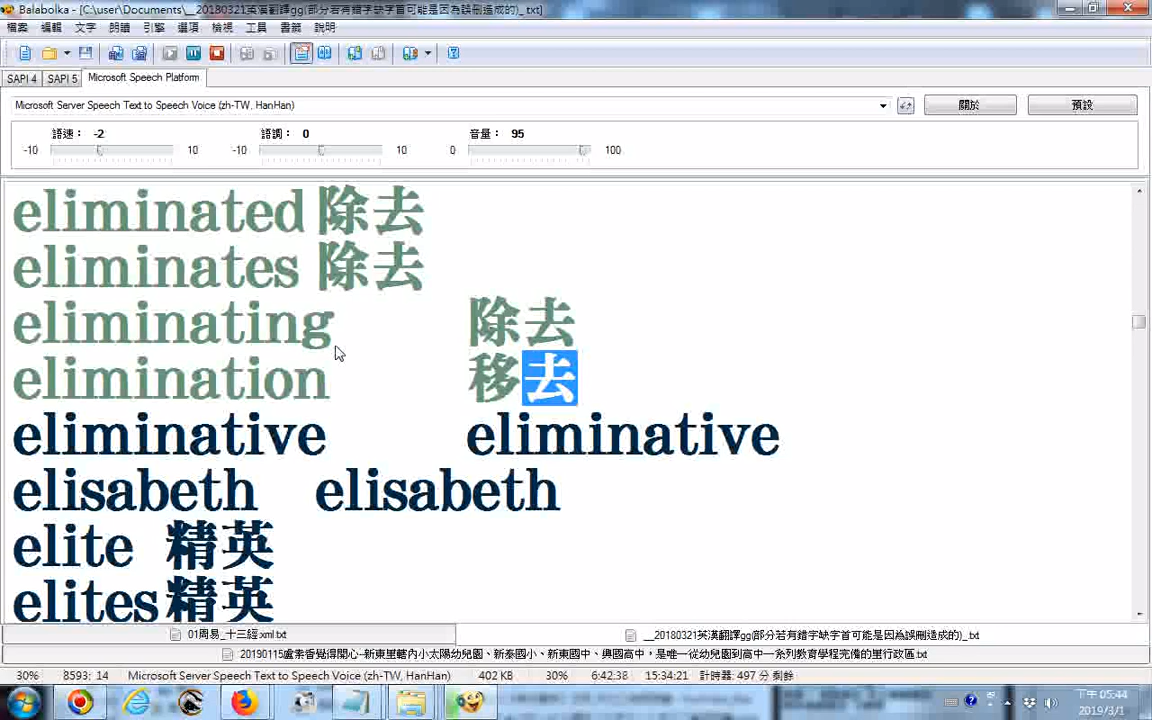 Balabolka - [C:\user\Documents\__20180321英漢翻譯gg(部分若有錯字缺字首可能是因為誤刪造成的)_.txt]
檔案 編輯 文字 朗讀 引擎 選項 檢視 工具 書籤 說明
SAPI 4 SAPI 5 Microsoft Speech Platform
Microsoft Server Speech Text to Speech Voice (zh-TW, HanHan) 關於 預設
語速： -2 語調： 0 音量： 95
-10 10 -10 10 0 100
eliminated 除去
eliminates 除去
eliminating 除去
elimination 移去
eliminative eliminative
elisabeth elisabeth
elite 精英
elites 精英
01周易_十三經.xml.txt __20180321英漢翻譯gg(部分若有錯字缺字首可能是因為誤刪造成的)_.txt
20190115盧素香覺得開心-新東里轄內小太陽幼兒園、新泰國小、新東國中、興國高中，是唯一從幼兒園到高中一系列教育學程完備的里行政區.txt
30% 8593: 14 Microsoft Server Speech Text to Speech Voice (zh-TW, HanHan) 402 KB 30% 6:42:38 15:34:21 計時器: 497 分 剩餘
下午 05:44
2019/3/1